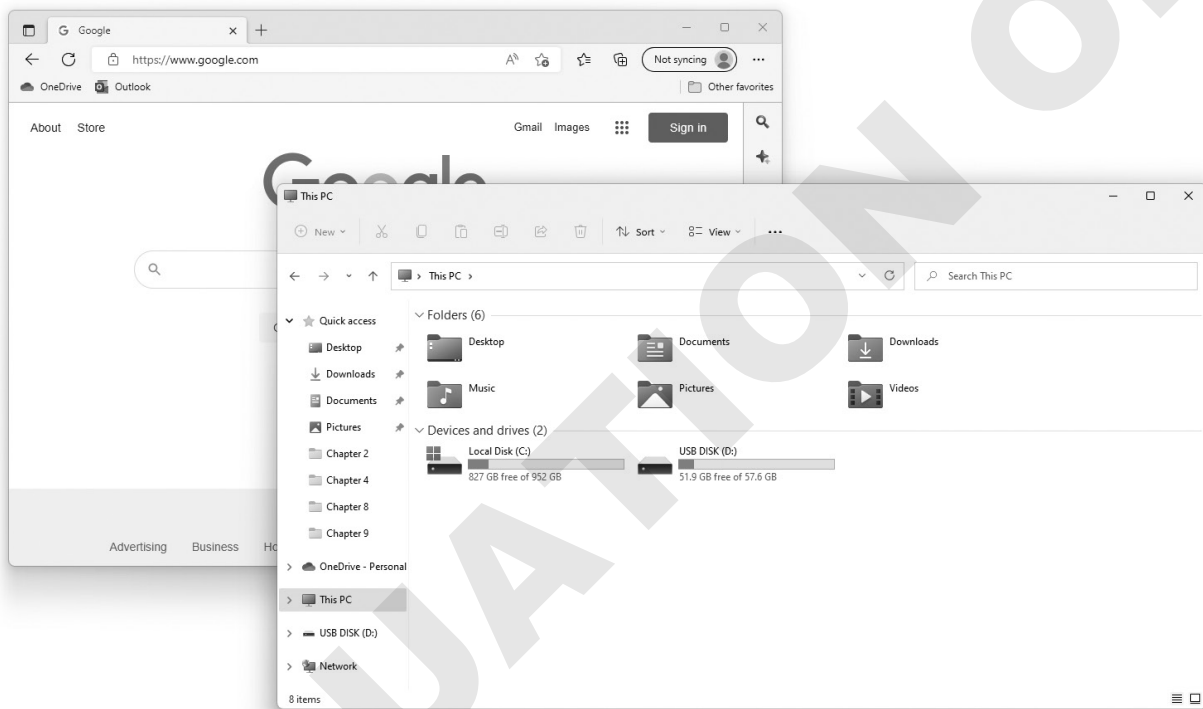 G Google
https://www.google.com
Not syncing
OneDrive Outlook
Other favorites
About Store
Gmail Images
Sign in
Google
This PC
New
Sort
View
This PC
Search This PC
Quick access
Desktop
Downloads
Documents
Pictures
Chapter 2
Chapter 4
Chapter 8
Chapter 9
OneDrive - Personal
This PC
USB DISK (D:)
Network
Folders (6)
Desktop
Documents
Downloads
Music
Pictures
Videos
Devices and drives (2)
Local Disk (C:)
827 GB free of 952 GB
USB DISK (D:)
51.9 GB free of 57.6 GB
Advertising Business
8 items
UATION O